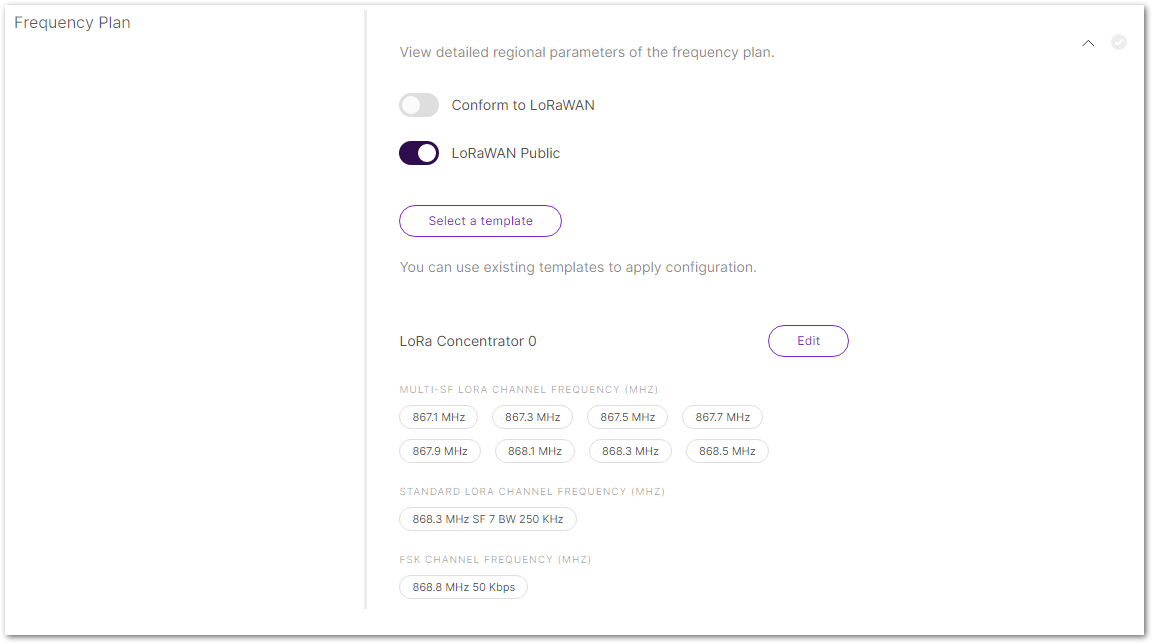 Frequency Plan
View detailed regional parameters of the frequency plan.
Conform to LoRaWAN
LoRaWAN Public
Select a template
You can use existing templates to apply configuration.
LoRa Concentrator 0 Edit
MULTI-SF LORA CHANNEL FREQUENCY (MHZ)
867.1 MHz 867.3 MHz 867.5 MHz 867.7 MHz
867.9 MHz 868.1 MHz 868.3 MHz 868.5 MHz
STANDARD LORA CHANNEL FREQUENCY (MHZ)
868.3 MHz SF 7 BW 250 KHz
FSK CHANNEL FREQUENCY (MHZ)
868.8 MHz 50 Kbps